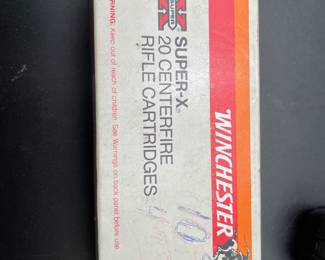 WINCHESTER
X
SUPER
SUPER-X®
20 CENTERFIRE
RIFLE CARTRIDGES
WARNING: Keep out of reach of children. See Warnings on back panel before use.